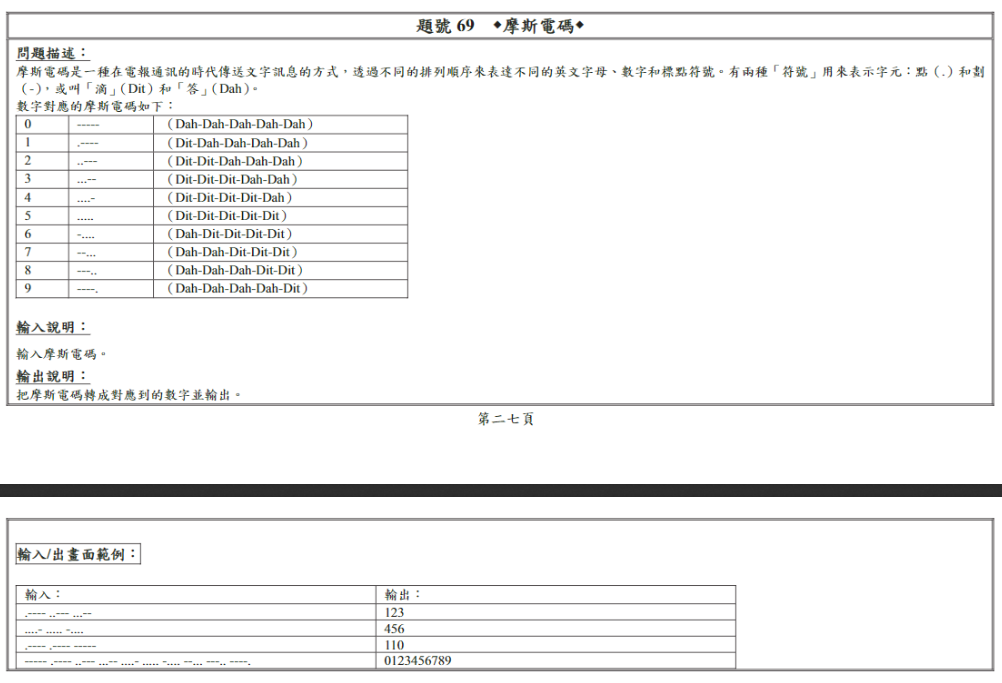 題號 69 ◆摩斯電碼◆
問題描述：
摩斯電碼是一種在電報通訊的時代傳送文字訊息的方式，透過不同的排列順序來表達不同的英文字母、數字和標點符號。有兩種「符號」用來表示字元：點（.）和劃
（-），或叫「滴」（Dit）和「答」（Dah）。
數字對應的摩斯電碼如下：
0 ----- （Dah-Dah-Dah-Dah-Dah）
1 .---- （Dit-Dah-Dah-Dah-Dah）
2 ..--- （Dit-Dit-Dah-Dah-Dah）
3 ...-- （Dit-Dit-Dit-Dah-Dah）
4 ....- （Dit-Dit-Dit-Dit-Dah）
5 ..... （Dit-Dit-Dit-Dit-Dit）
6 -.... （Dah-Dit-Dit-Dit-Dit）
7 --... （Dah-Dah-Dit-Dit-Dit）
8 ---.. （Dah-Dah-Dah-Dit-Dit）
9 ----. （Dah-Dah-Dah-Dah-Dit）
輸入說明：
輸入摩斯電碼。
輸出說明：
把摩斯電碼轉成對應到的數字並輸出。
第二七頁
輸入/出畫面範例：
輸入： 輸出：
.---- ..--- ...-- 123
....- ..... -.... 456
.---- .---- ----- 110
----- .---- ..--- ...-- ....- ..... -.... --... ---.. ----. 0123456789